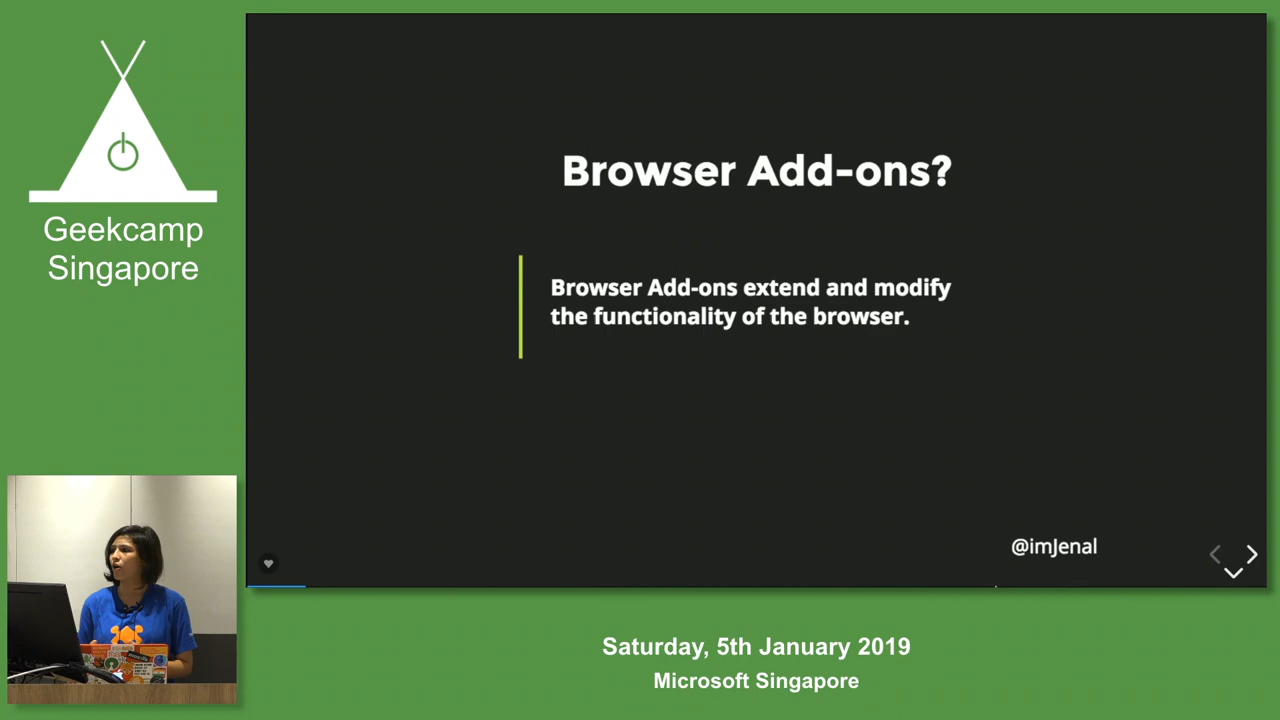 Geekcamp
Singapore
Browser Add-ons?
Browser Add-ons extend and modify
the functionality of the browser.
@imJenal
Saturday, 5th January 2019
Microsoft Singapore